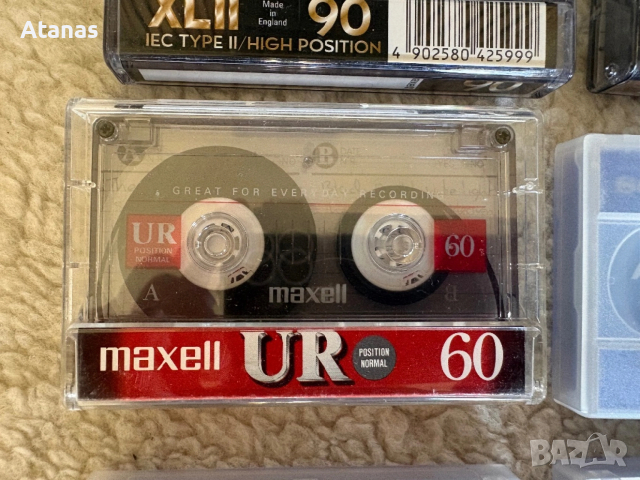 Atanas
XLII 90
Made in
England
IEC TYPE II/HIGH POSITION
4 902580 425999
90
B
GREAT FOR EVERYDAY RECORDING
UR
POSITION
NORMAL
60
A
maxell
B
maxell UR POSITION NORMAL 60
BAZAR